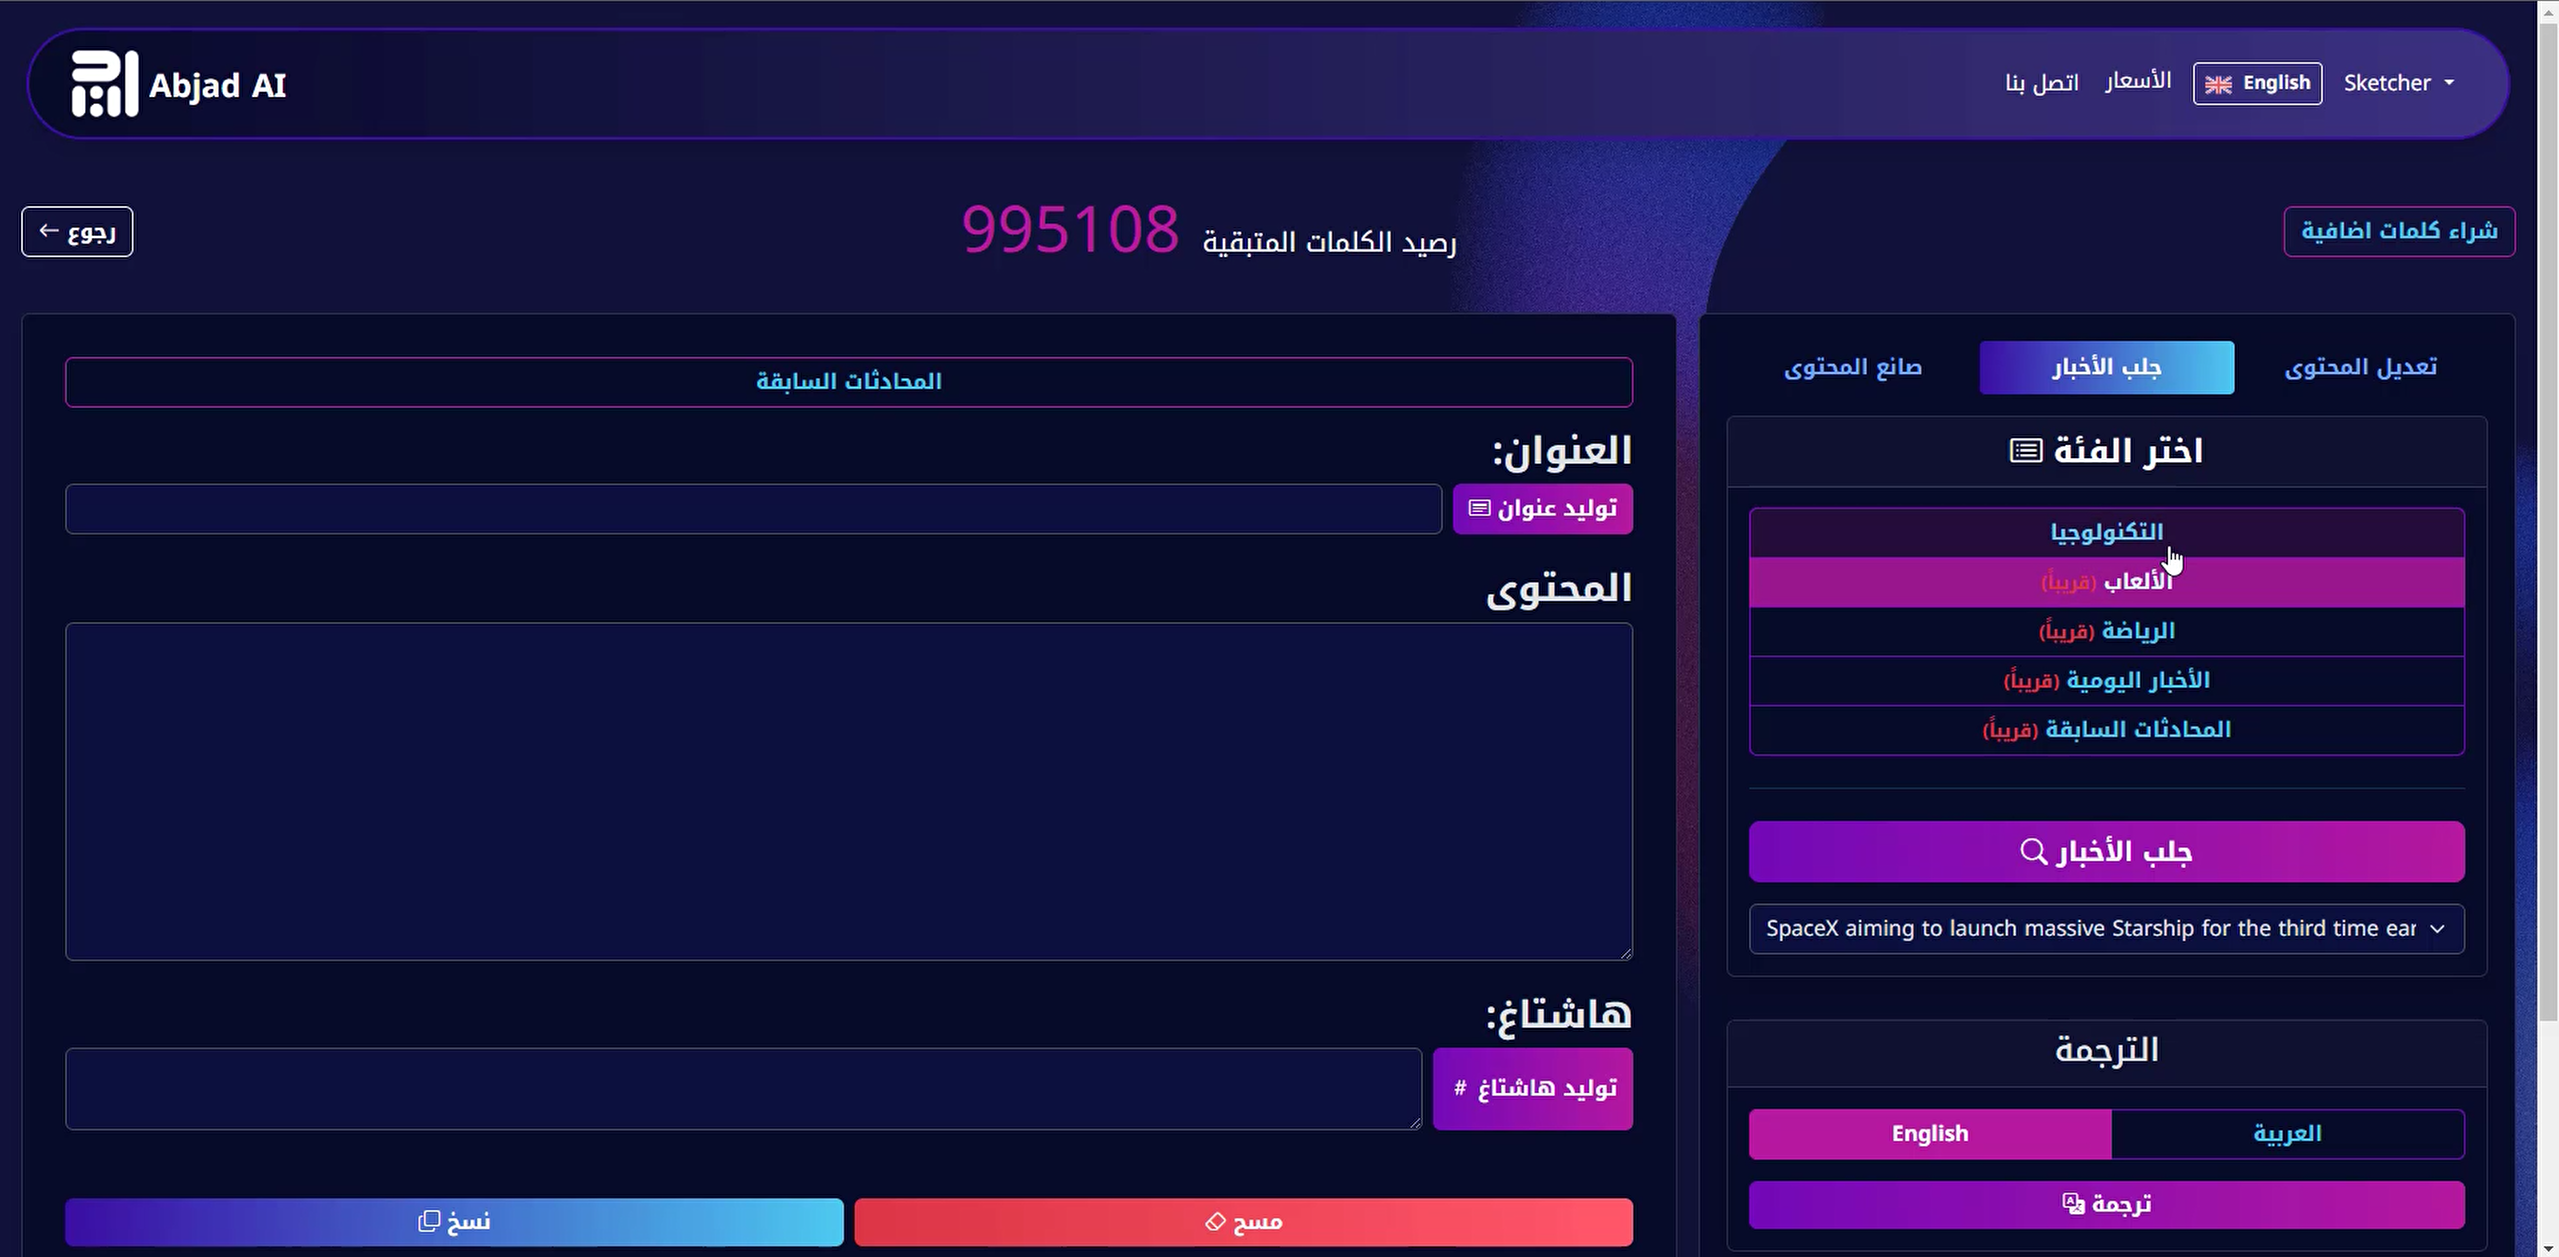 Abjad AI
Sketcher
English
الأسعار
اتصل بنا
شراء كلمات اضافية
رصيد الكلمات المتبقية 995108
رجوع
تعديل المحتوى
جلب الأخبار
صانع المحتوى
اختر الفئة
التكنولوجيا
الألعاب (قريباً)
الرياضة (قريباً)
الأخبار اليومية (قريباً)
المحادثات السابقة (قريباً)
جلب الأخبار
SpaceX aiming to launch massive Starship for the third time ear
الترجمة
العربية
English
ترجمة
المحادثات السابقة
العنوان:
توليد عنوان
المحتوى
هاشتاغ:
توليد هاشتاغ #
مسح
نسخ